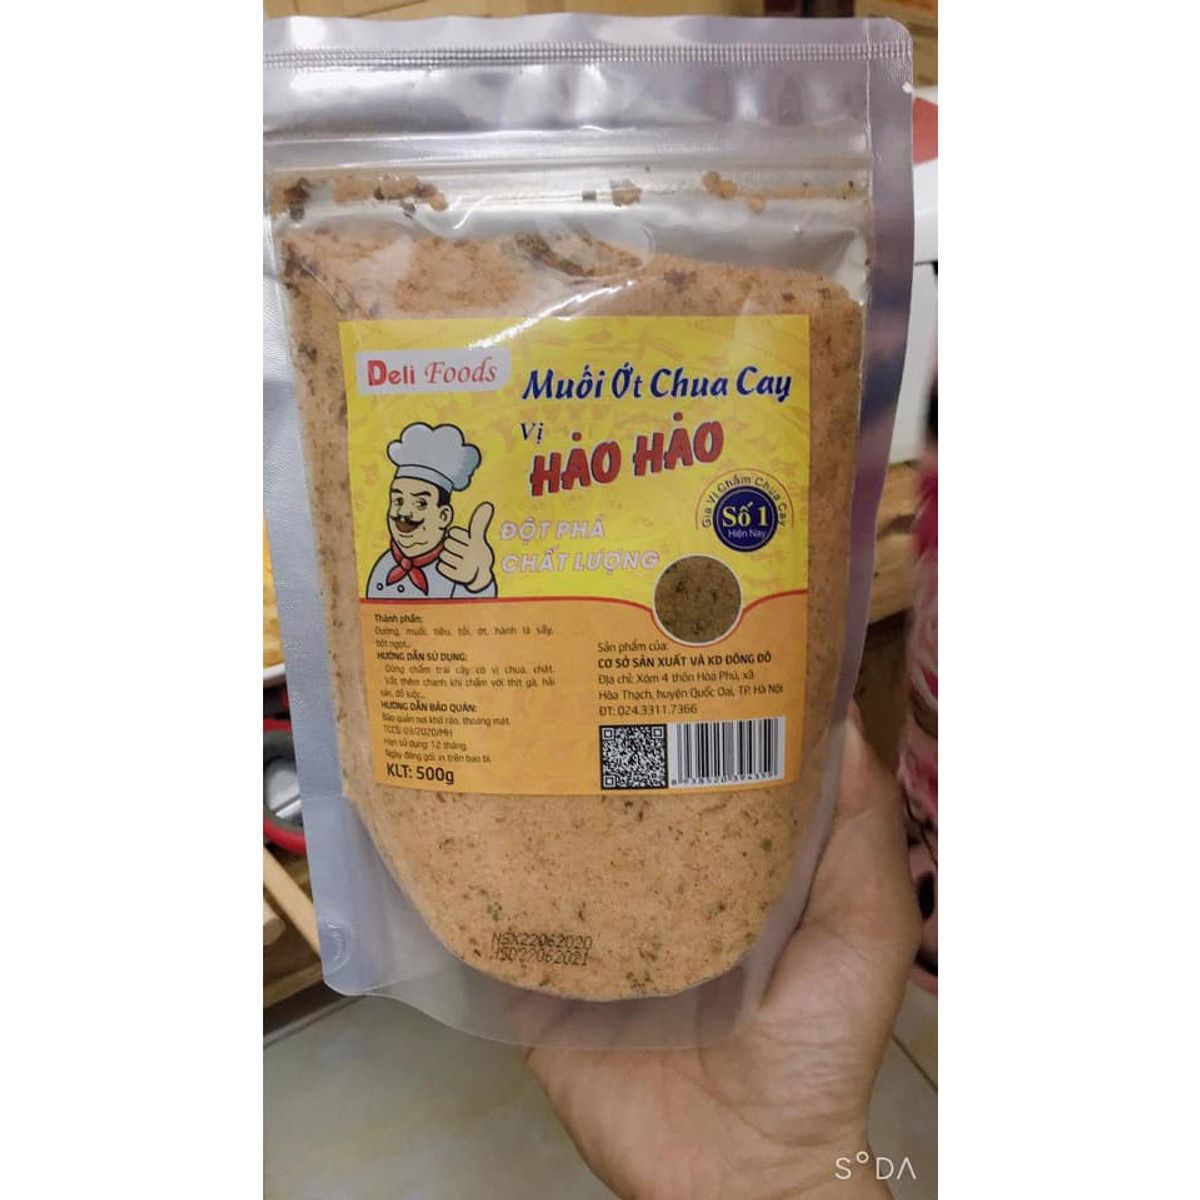 Deli Foods
Muối Ớt Chua Cay
Vị
HẢO HẢO
Gia Vị Chấm Chua Cay
Số 1
Hiện Nay
ĐỘT PHÁ
CHẤT LƯỢNG
Thành phần:
Đường, muối, tiêu, tỏi, ớt, hành lá sấy,
bột ngọt...
HƯỚNG DẪN SỬ DỤNG:
- Dùng chấm trái cây có vị chua, chát.
- Vắt thêm chanh khi chấm với thịt gà, hải
sản, đồ luộc...
HƯỚNG DẪN BẢO QUẢN:
Bảo quản nơi khô ráo, thoáng mát.
TCCS: 03/2020/MH
Hạn sử dụng: 12 tháng.
Ngày đóng gói: in trên bao bì.
KLT: 500g
Sản phẩm của:
CƠ SỞ SẢN XUẤT VÀ KD ĐÔNG ĐÔ
Địa chỉ: Xóm 4 thôn Hòa Phú, xã
Hòa Thạch, huyện Quốc Oai, TP. Hà Nội
ĐT: 024.3311.7366
NSX22062020
S°DA